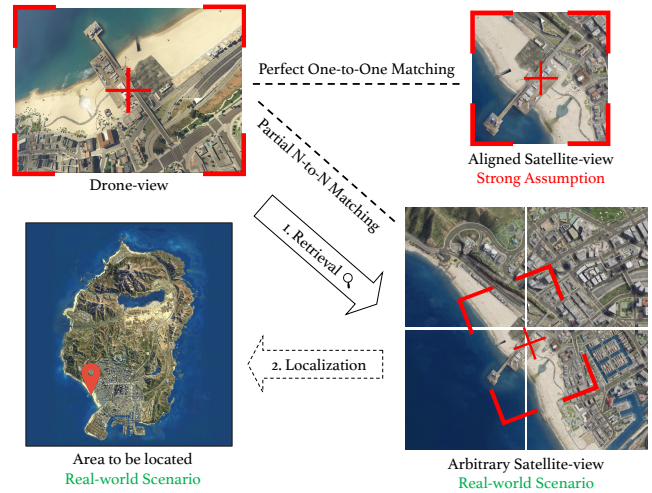 Perfect One-to-One Matching
Drone-view
Aligned Satellite-view
Strong Assumption
Partial N-to-N Matching
1. Retrieval
2. Localization
Area to be located
Real-world Scenario
Arbitrary Satellite-view
Real-world Scenario